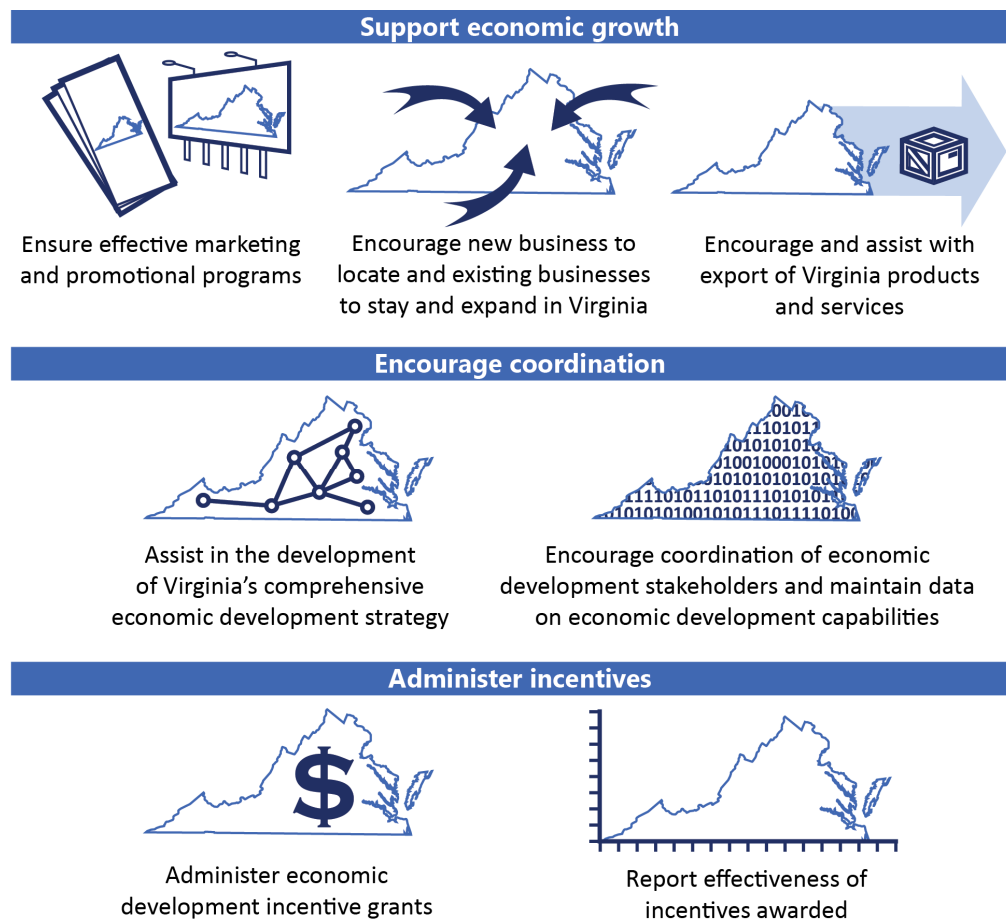 Support economic growth
Ensure effective marketing
and promotional programs
Encourage new business to
locate and existing businesses
to stay and expand in Virginia
Encourage and assist with
export of Virginia products
and services
Encourage coordination
Assist in the development
of Virginia’s comprehensive
economic development strategy
Encourage coordination of economic
development stakeholders and maintain data
on economic development capabilities
Administer incentives
$
Administer economic
development incentive grants
Report effectiveness of
incentives awarded